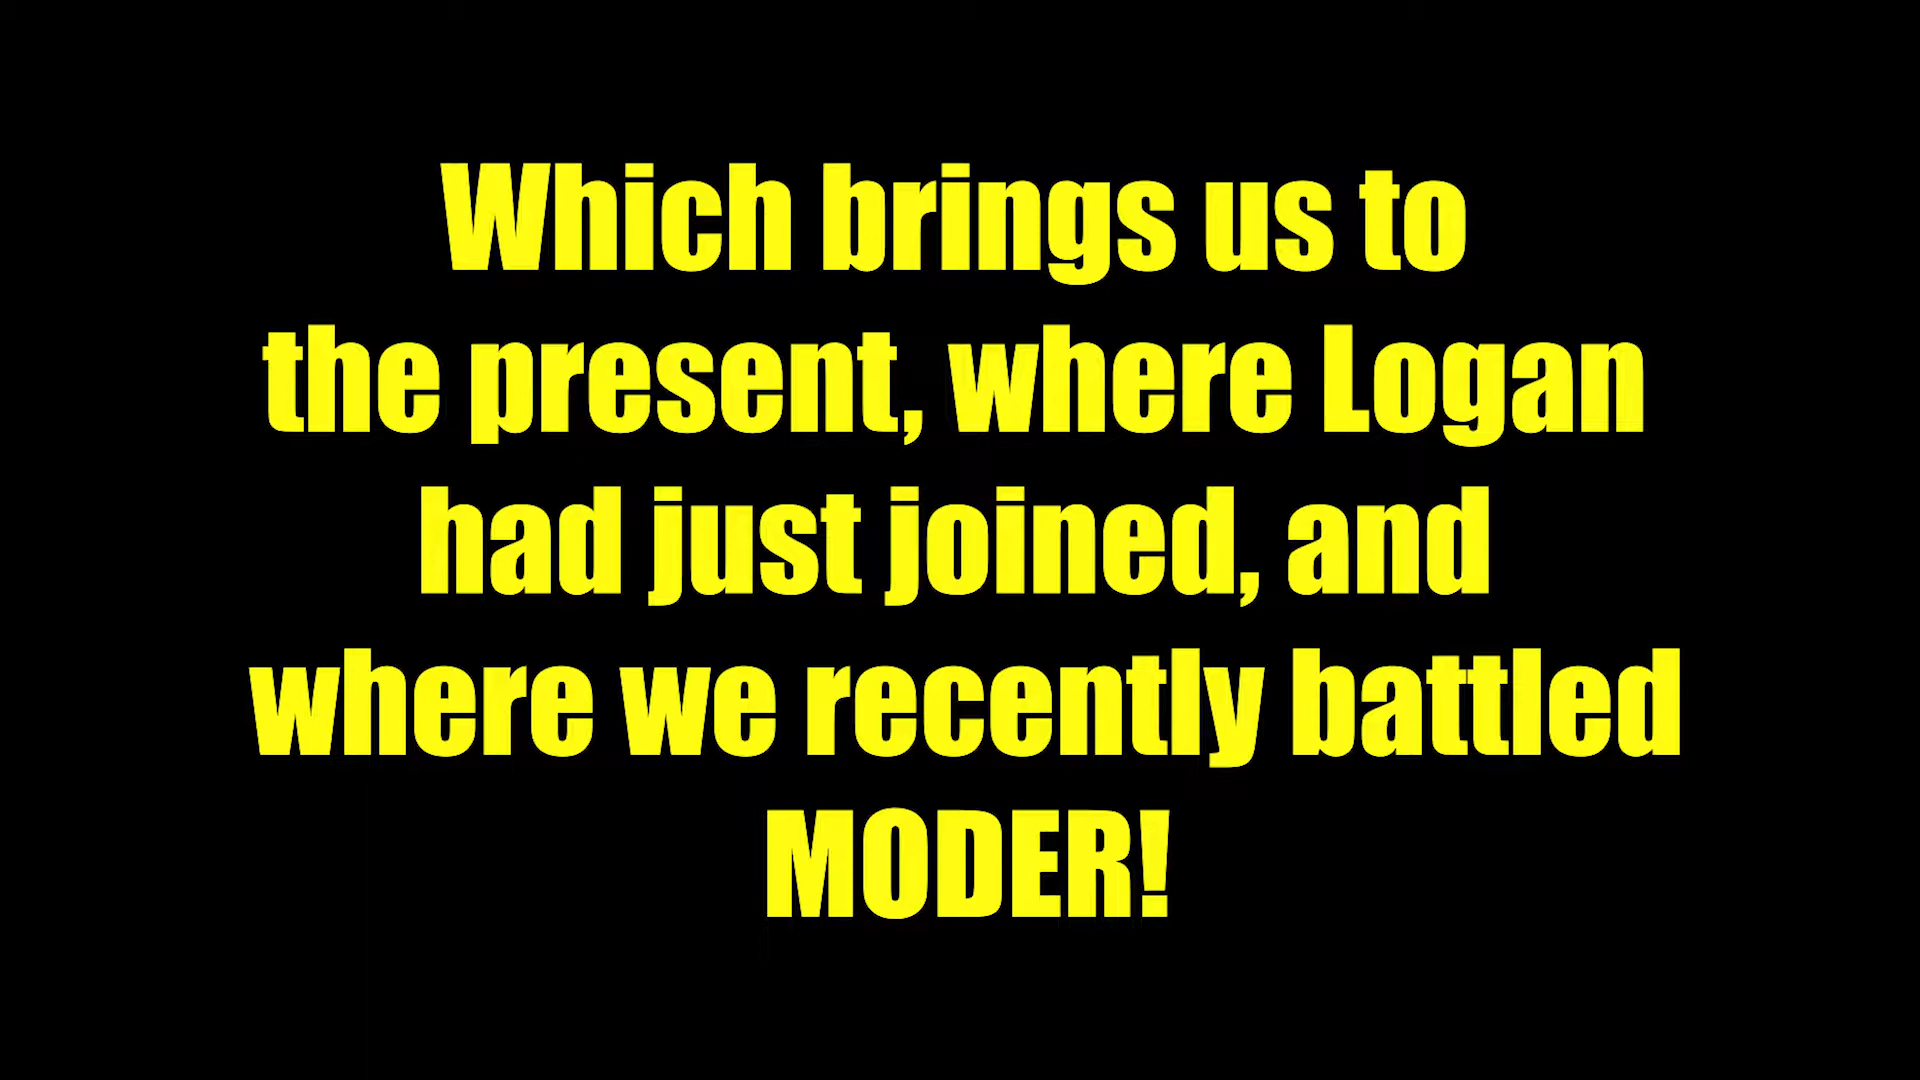 Which brings us to
the present, where Logan
had just joined, and
where we recently battled
MODER!